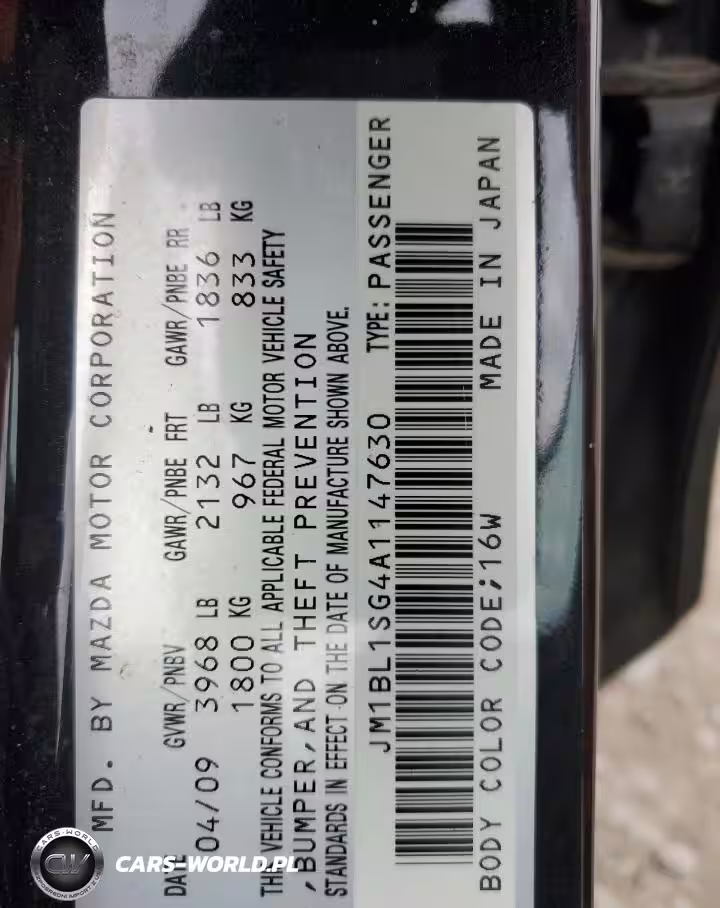 MFD. BY MAZDA MOTOR CORPORATION
GVWR/PNBV GAWR/PNBE FRT GAWR/PNBE RR
04/09 3968 LB 2132 LB 1836 LB
1800 KG 967 KG 833 KG
VEHICLE CONFORMS TO ALL APPLICABLE FEDERAL MOTOR VEHICLE SAFETY
,BUMPER, AND THEFT PREVENTION
STANDARDS IN EFFECT ON THE DATE OF MANUFACTURE SHOWN ABOVE.
JM1BL1SG4A1147630 TYPE: PASSENGER
BODY COLOR CODE;16W MADE IN JAPAN
CARS-WORLD
CW
CARS-WORLD.PL